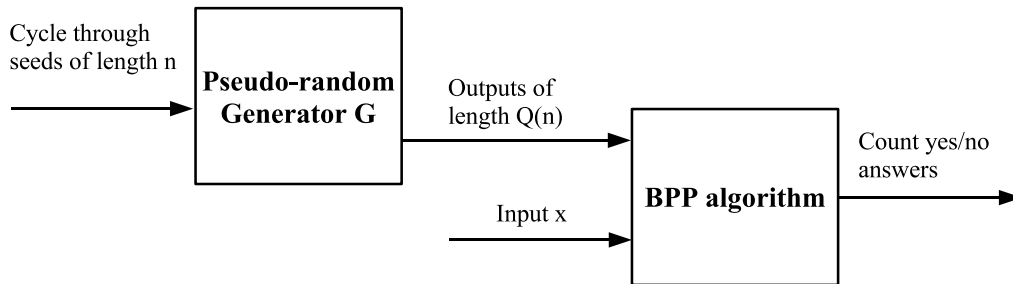 Cycle through
seeds of length n
Pseudo-random
Generator G
Outputs of
length Q(n)
Input x
BPP algorithm
Count yes/no
answers